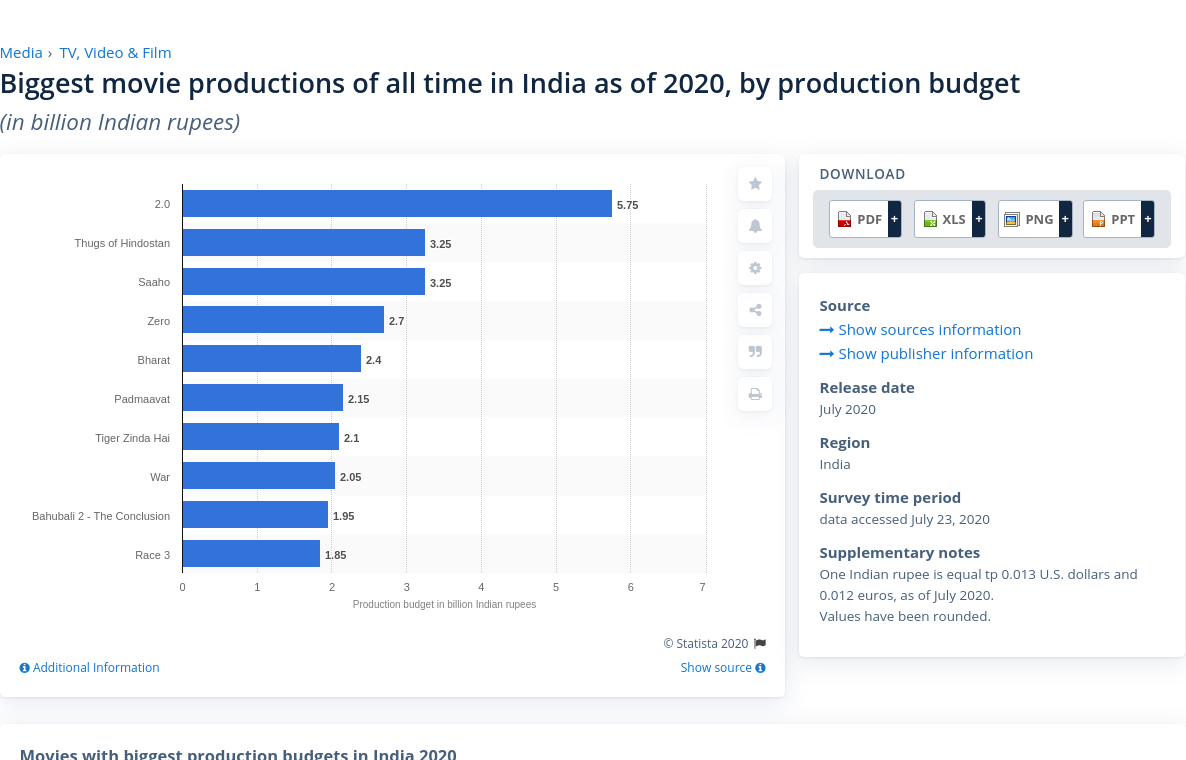 Media › TV, Video & Film
Biggest movie productions of all time in India as of 2020, by production budget
(in billion Indian rupees)
2.0 5.75
Thugs of Hindostan 3.25
Saaho 3.25
Zero 2.7
Bharat 2.4
Padmaavat 2.15
Tiger Zinda Hai 2.1
War 2.05
Bahubali 2 - The Conclusion 1.95
Race 3 1.85
0 1 2 3 4 5 6 7
Production budget in billion Indian rupees
© Statista 2020
Additional Information
Show source
DOWNLOAD
PDF + XLS + PNG + PPT +
Source
Show sources information
Show publisher information
Release date
July 2020
Region
India
Survey time period
data accessed July 23, 2020
Supplementary notes
One Indian rupee is equal tp 0.013 U.S. dollars and
0.012 euros, as of July 2020.
Values have been rounded.
Movies with biggest production budgets in India 2020